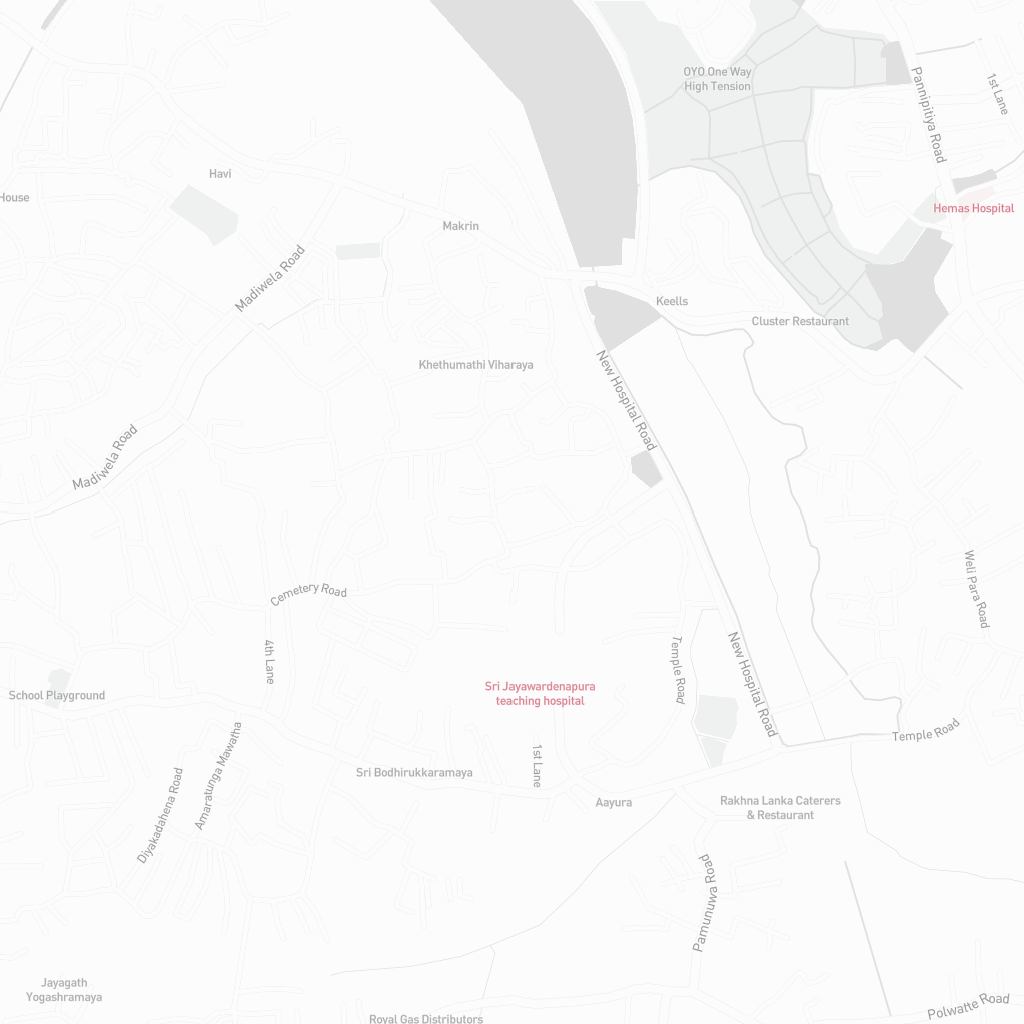 OYO One Way
High Tension
1st Lane
Pannipitiya Road
Havi
House
Hemas Hospital
Makrin
Madiwela Road
Keells
Cluster Restaurant
Khethumathi Viharaya
New Hospital Road
Madiwela Road
Cemetery Road
Weli Para Road
4th Lane
Temple Road
New Hospital Road
School Playground
Sri Jayawardenapura
teaching hospital
Temple Road
Amaratunga Mawatha
1st Lane
Sri Bodhirukkaramaya
Diyakadahena Road
Aayura
Rakhna Lanka Caterers
& Restaurant
Pamunuwa Road
Jayagath
Yogashramaya
Polwatte Road
Royal Gas Distributors